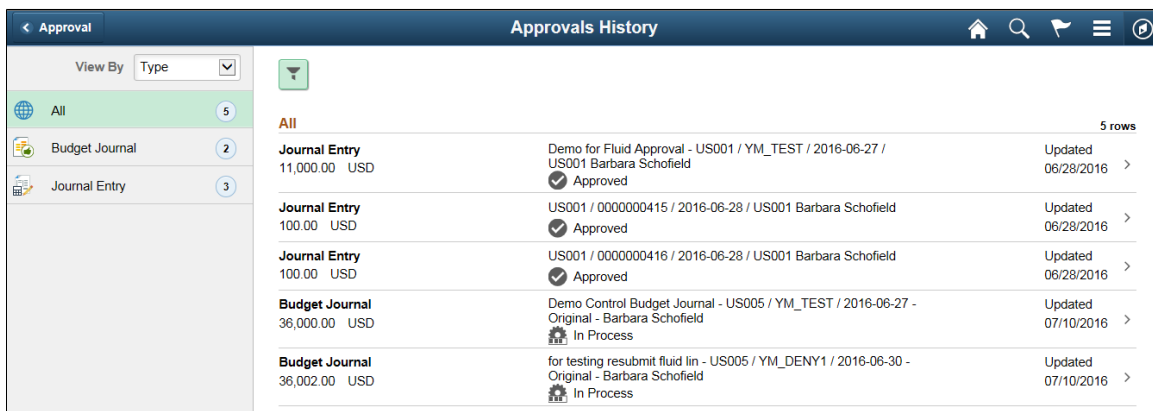 Approval
Approvals History
View By Type
All 5
Budget Journal 2
Journal Entry 3
All
5 rows
Journal Entry
11,000.00 USD
Demo for Fluid Approval - US001 / YM_TEST / 2016-06-27 /
US001 Barbara Schofield
Approved
Updated
06/28/2016
Journal Entry
100.00 USD
US001 / 0000000415 / 2016-06-28 / US001 Barbara Schofield
Approved
Updated
06/28/2016
Journal Entry
100.00 USD
US001 / 0000000416 / 2016-06-28 / US001 Barbara Schofield
Approved
Updated
06/28/2016
Budget Journal
36,000.00 USD
Demo Control Budget Journal - US005 / YM_TEST / 2016-06-27 -
Original - Barbara Schofield
In Process
Updated
07/10/2016
Budget Journal
36,002.00 USD
for testing resubmit fluid lin - US005 / YM_DENY1 / 2016-06-30 -
Original - Barbara Schofield
In Process
Updated
07/10/2016